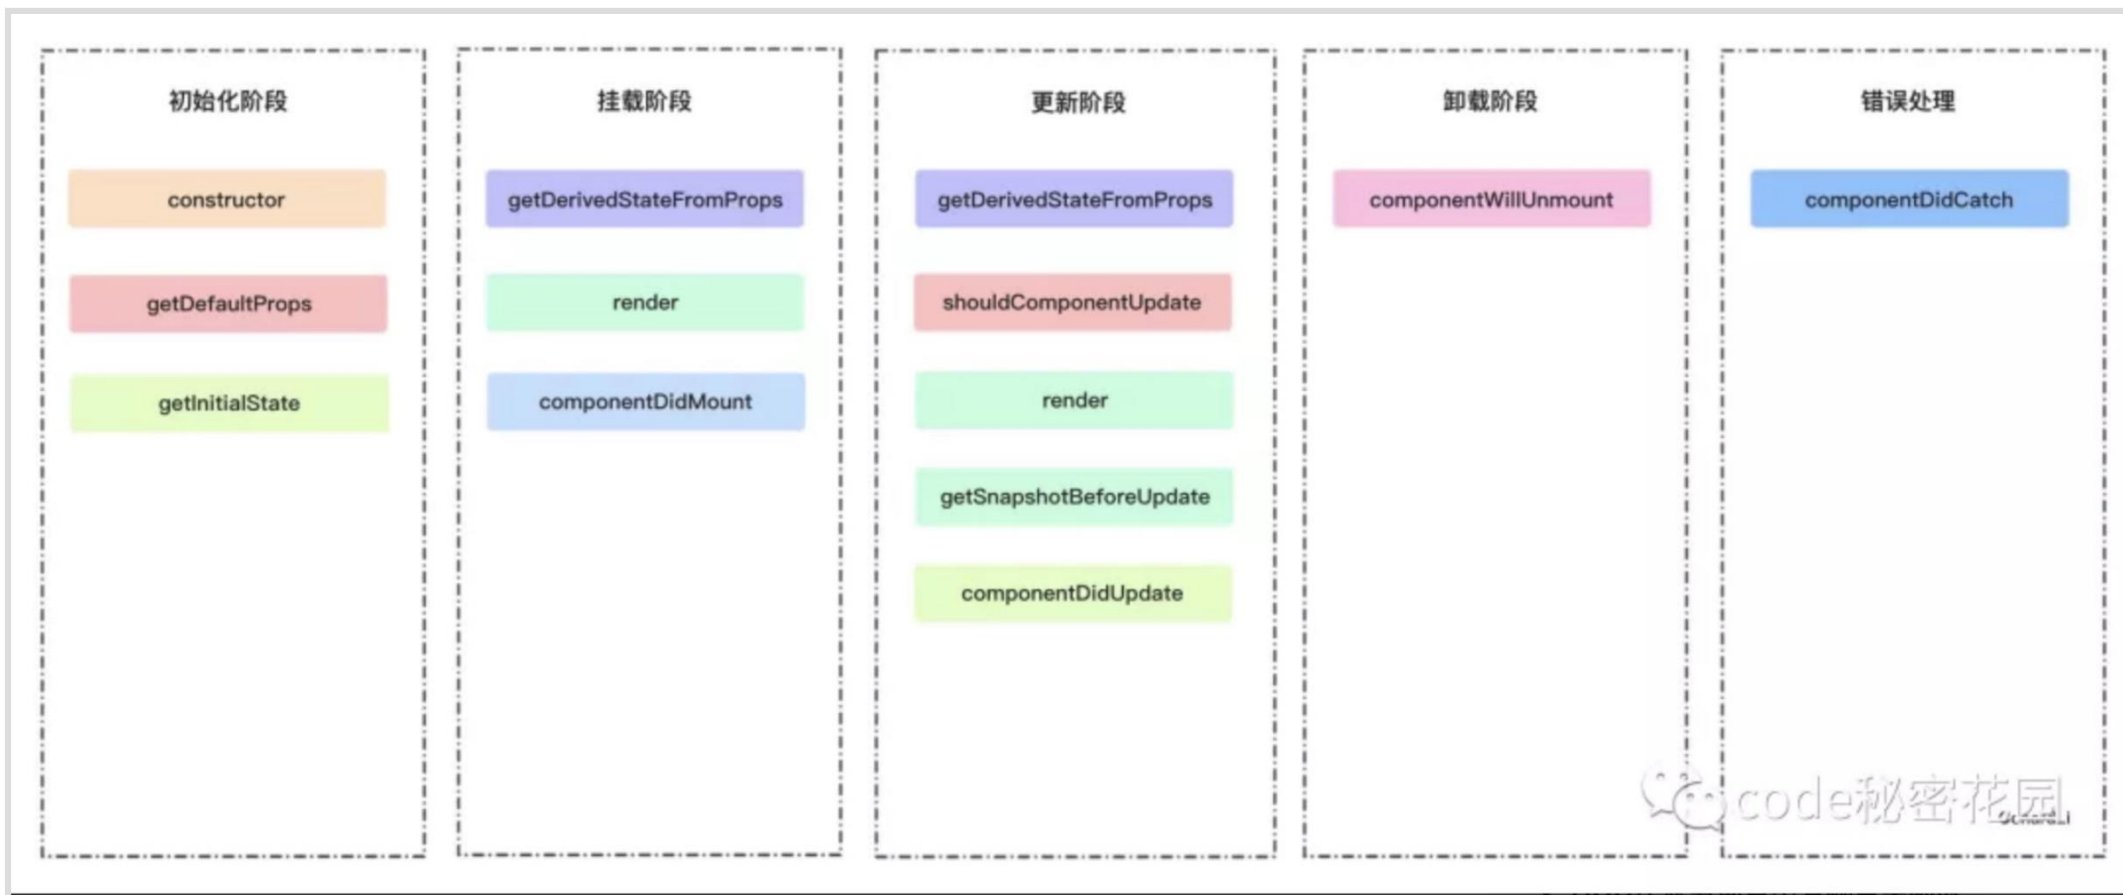 初始化阶段
constructor
getDefaultProps
getInitialState
挂载阶段
getDerivedStateFromProps
render
componentDidMount
更新阶段
getDerivedStateFromProps
shouldComponentUpdate
render
getSnapshotBeforeUpdate
componentDidUpdate
卸载阶段
componentWillUnmount
错误处理
componentDidCatch
code秘密花园